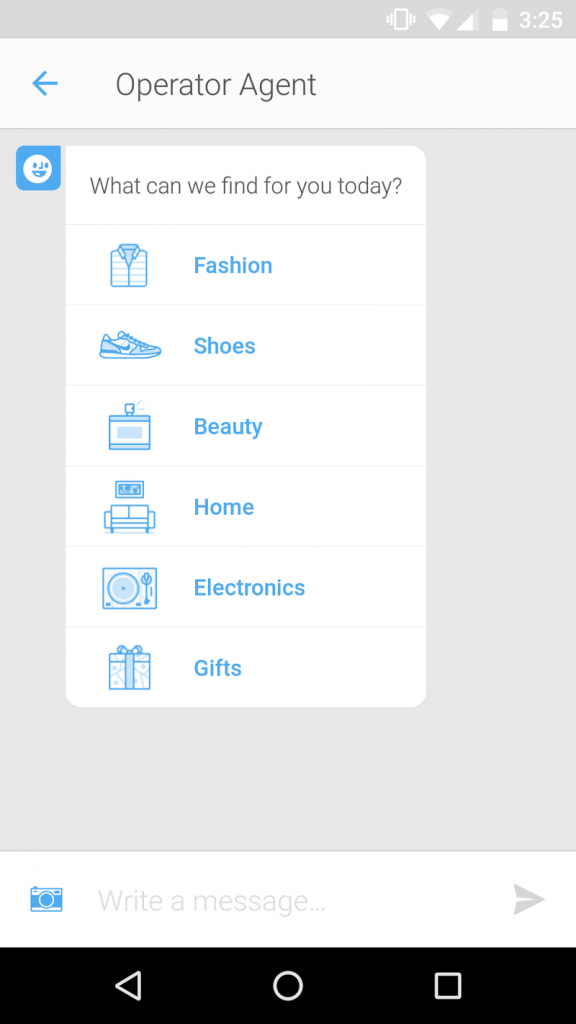 3:25
Operator Agent
What can we find for you today?
Fashion
Shoes
Beauty
Home
Electronics
Gifts
Write a message...